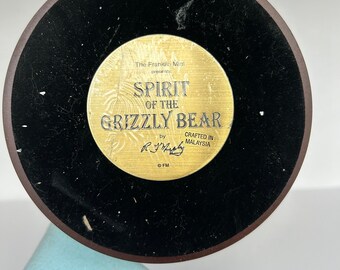 The Franklin Mint
presents
SPIRIT
OF THE
GRIZZLY BEAR
by
CRAFTED IN
MALAYSIA
© FM